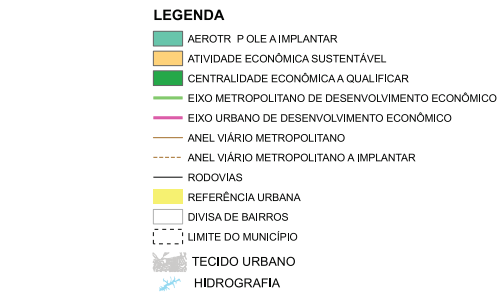 LEGENDA
AEROTR P OLE A IMPLANTAR
ATIVIDADE ECONÔMICA SUSTENTÁVEL
CENTRALIDADE ECONÔMICA A QUALIFICAR
EIXO METROPOLITANO DE DESENVOLVIMENTO ECONÔMICO
EIXO URBANO DE DESENVOLVIMENTO ECONÔMICO
ANEL VIÁRIO METROPOLITANO
ANEL VIÁRIO METROPOLITANO A IMPLANTAR
RODOVIAS
REFERÊNCIA URBANA
DIVISA DE BAIRROS
LIMITE DO MUNICÍPIO
TECIDO URBANO
HIDROGRAFIA